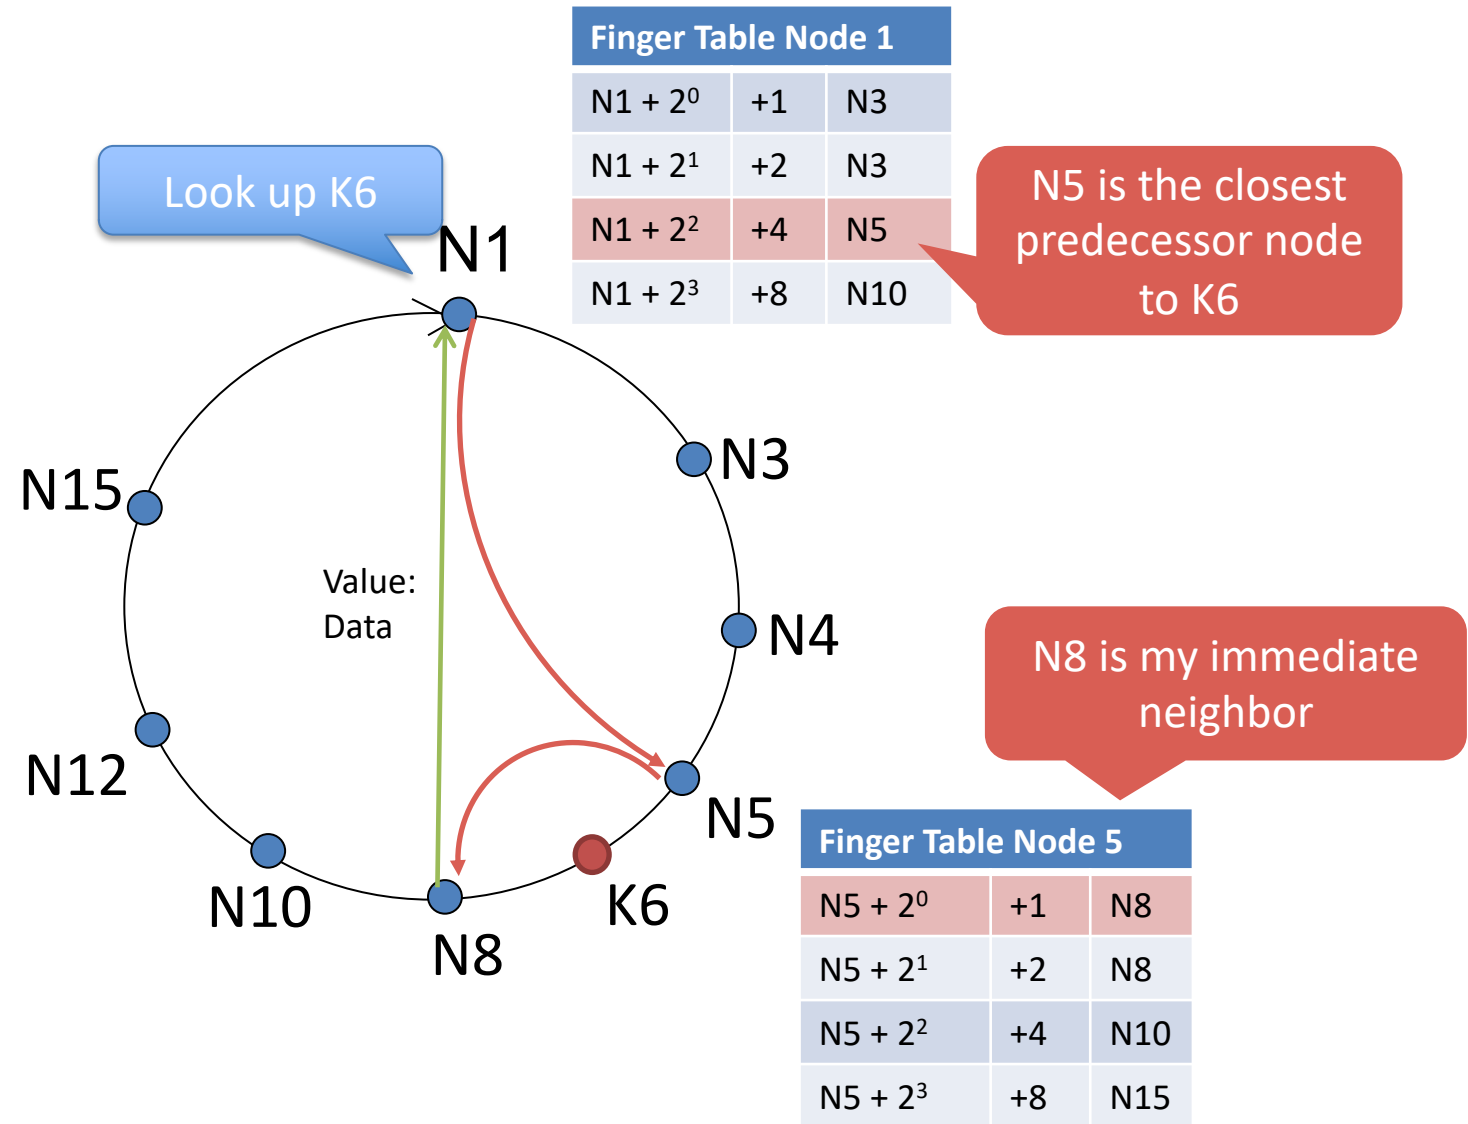 Finger Table Node 1
N1 + 2⁰ +1 N3
N1 + 2¹ +2 N3
N1 + 2² +4 N5
N1 + 2³ +8 N10
Look up K6
N5 is the closest
predecessor node
to K6
N1
N3
N15
Value:
Data
N4
N8 is my immediate
neighbor
N12
N5
N10
K6
N8
Finger Table Node 5
N5 + 2⁰ +1 N8
N5 + 2¹ +2 N8
N5 + 2² +4 N10
N5 + 2³ +8 N15